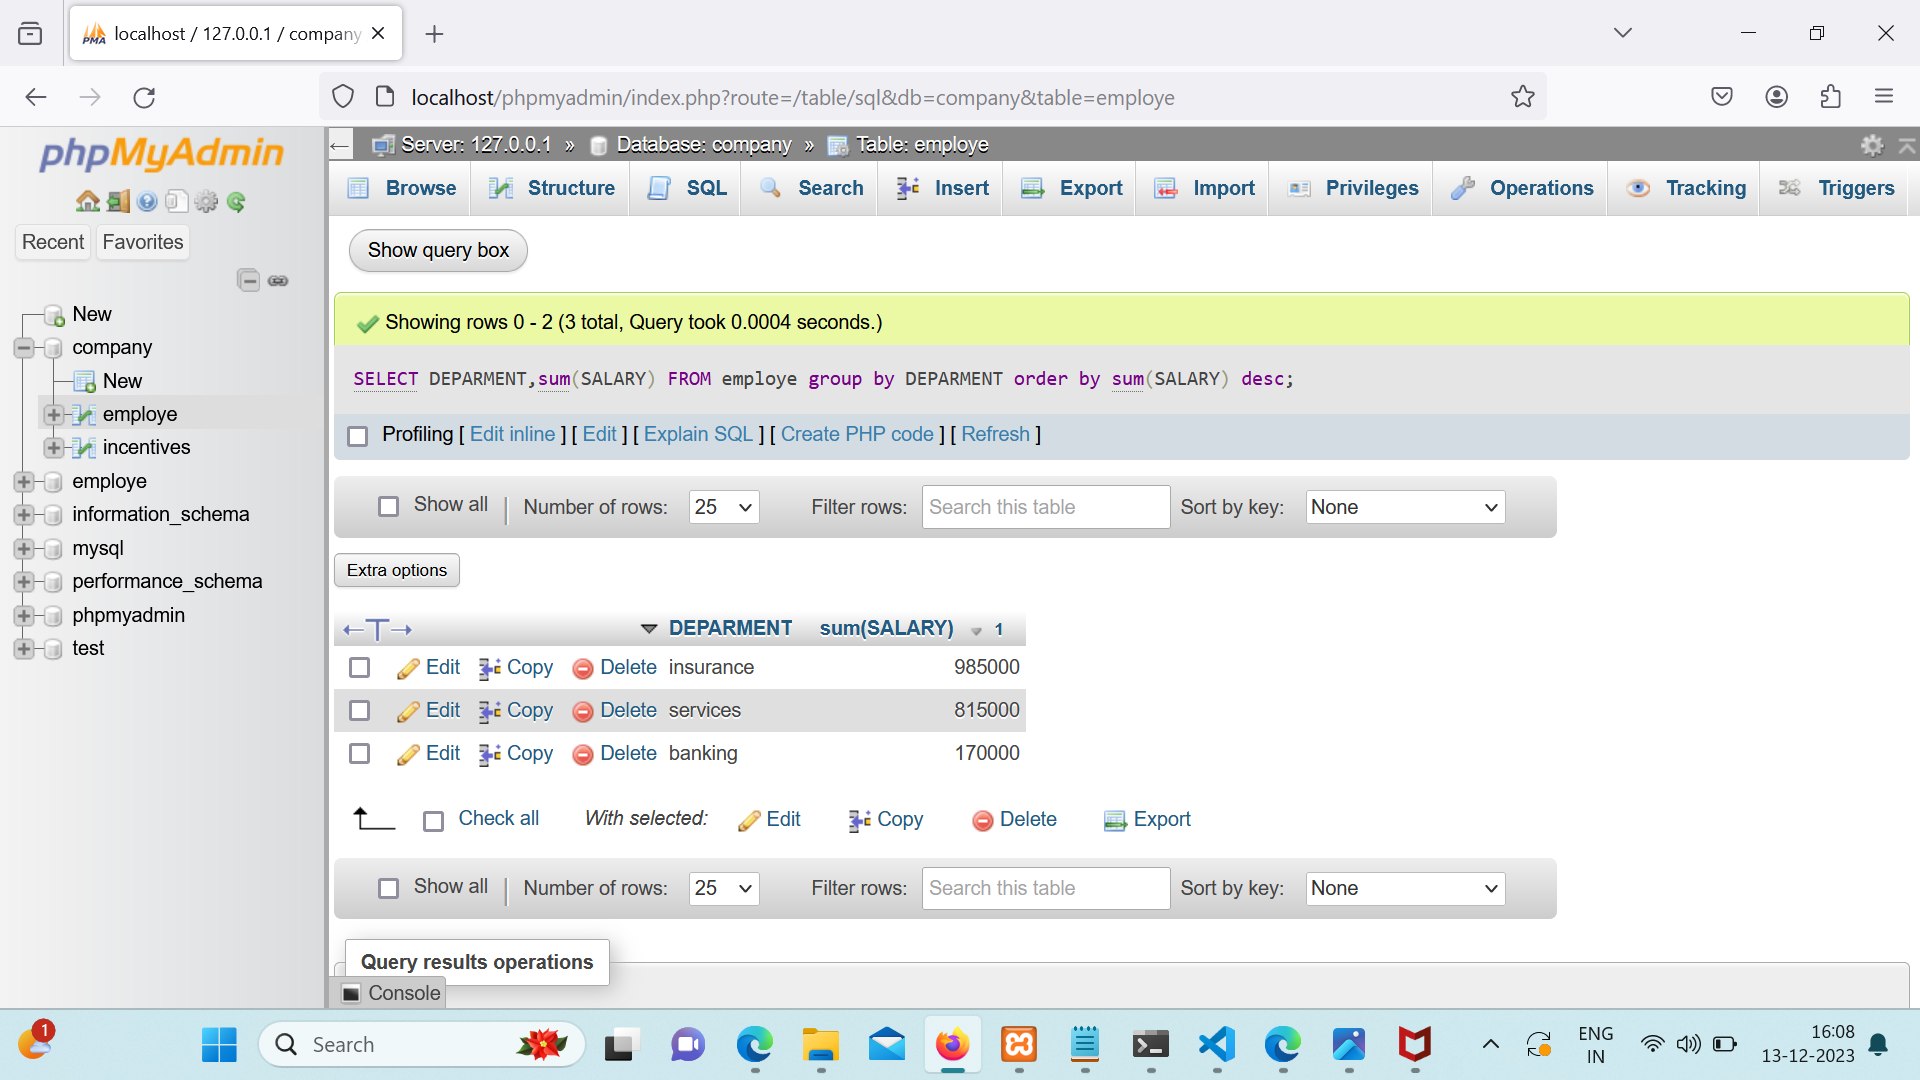 localhost / 127.0.0.1 / company
localhost/phpmyadmin/index.php?route=/table/sql&db=company&table=employe
phpMyAdmin
Recent Favorites
New
company
New
employe
incentives
employe
information_schema
mysql
performance_schema
phpmyadmin
test
Server: 127.0.0.1 » Database: company » Table: employe
Browse Structure SQL Search Insert Export Import Privileges Operations Tracking Triggers
Show query box
Showing rows 0 - 2 (3 total, Query took 0.0004 seconds.)
SELECT DEPARMENT,sum(SALARY) FROM employe group by DEPARMENT order by sum(SALARY) desc;
Profiling [ Edit inline ] [ Edit ] [ Explain SQL ] [ Create PHP code ] [ Refresh ]
Show all | Number of rows: 25 Filter rows: Search this table Sort by key: None
Extra options
←T→ DEPARMENT sum(SALARY) 1
Edit Copy Delete insurance 985000
Edit Copy Delete services 815000
Edit Copy Delete banking 170000
Check all With selected: Edit Copy Delete Export
Show all | Number of rows: 25 Filter rows: Search this table Sort by key: None
Query results operations
Console
1
Search
ENG
IN
16:08
13-12-2023